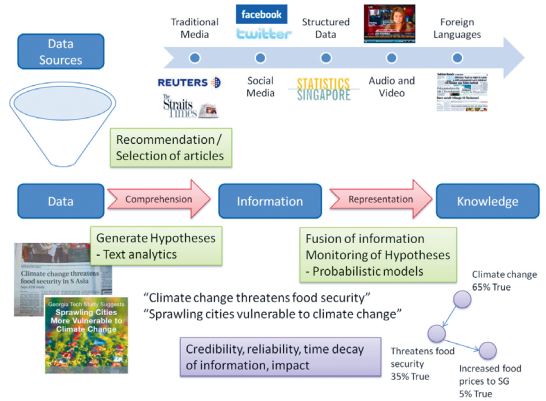 Data
Sources
Traditional
Media
facebook
Structured
Data
Foreign
Languages
twitter
REUTERS
The
Straits
Times
Social
Media
STATISTICS
SINGAPORE
Audio and
Video
Recommendation /
Selection of articles
Data
Comprehension
Information
Representation
Knowledge
Generate Hypotheses
- Text analytics
Fusion of information
Monitoring of Hypotheses
- Probabilistic models
Climate change threatens
food security in S Asia
Georgia Tech Study Suggests
Sprawling Cities
More Vulnerable to
Climate Change
“Climate change threatens food security”
“Sprawling cities vulnerable to climate change”
Credibility, reliability, time decay
of information, impact
Climate change
65% True
Threatens food
security
35% True
Increased food
prices to SG
5% True